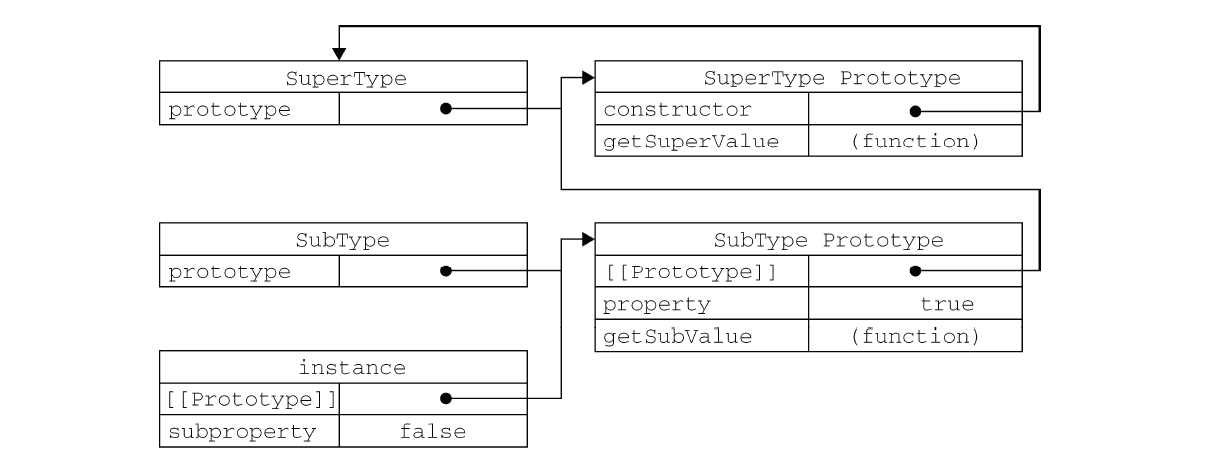 SuperType
prototype
SuperType Prototype
constructor
getSuperValue (function)
SubType
prototype
SubType Prototype
[[Prototype]]
property true
getSubValue (function)
instance
[[Prototype]]
subproperty false